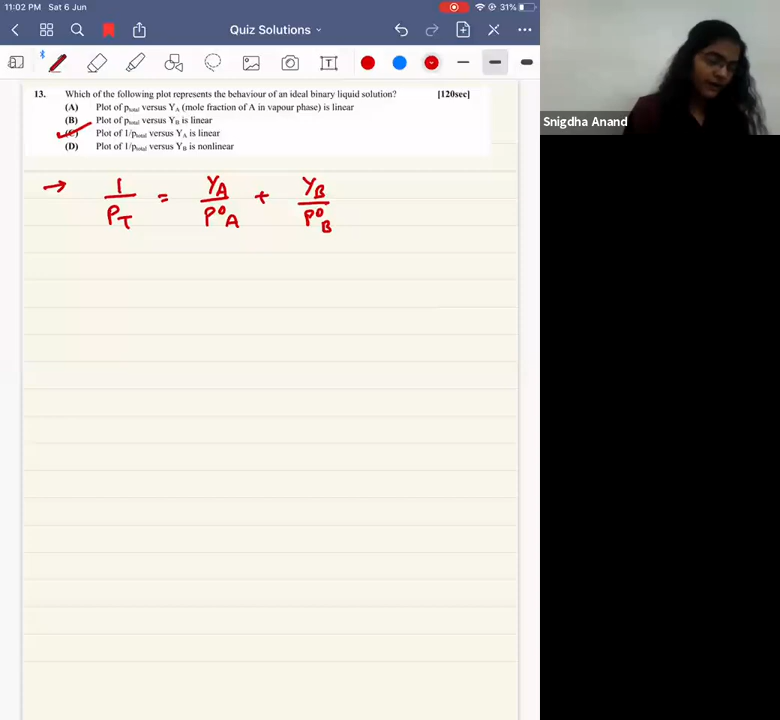 11:02 PM Sat 6 Jun 31%
Quiz Solutions
T
Snigdha Anand
13. Which of the following plot represents the behaviour of an ideal binary liquid solution? [120sec]
(A) Plot of ptotal versus YA (mole fraction of A in vapour phase) is linear
(B) Plot of ptotal versus YB is linear
(C) Plot of 1/ptotal versus YA is linear
(D) Plot of 1/ptotal versus YB is nonlinear
→ 1/PT = YA/P°A + YB/P°B